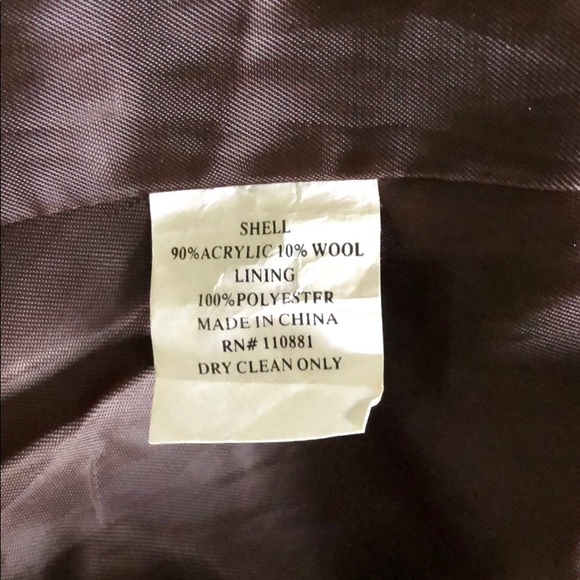 SHELL
90%ACRYLIC 10% WOOL
LINING
100%POLYESTER
MADE IN CHINA
RN# 110881
DRY CLEAN ONLY